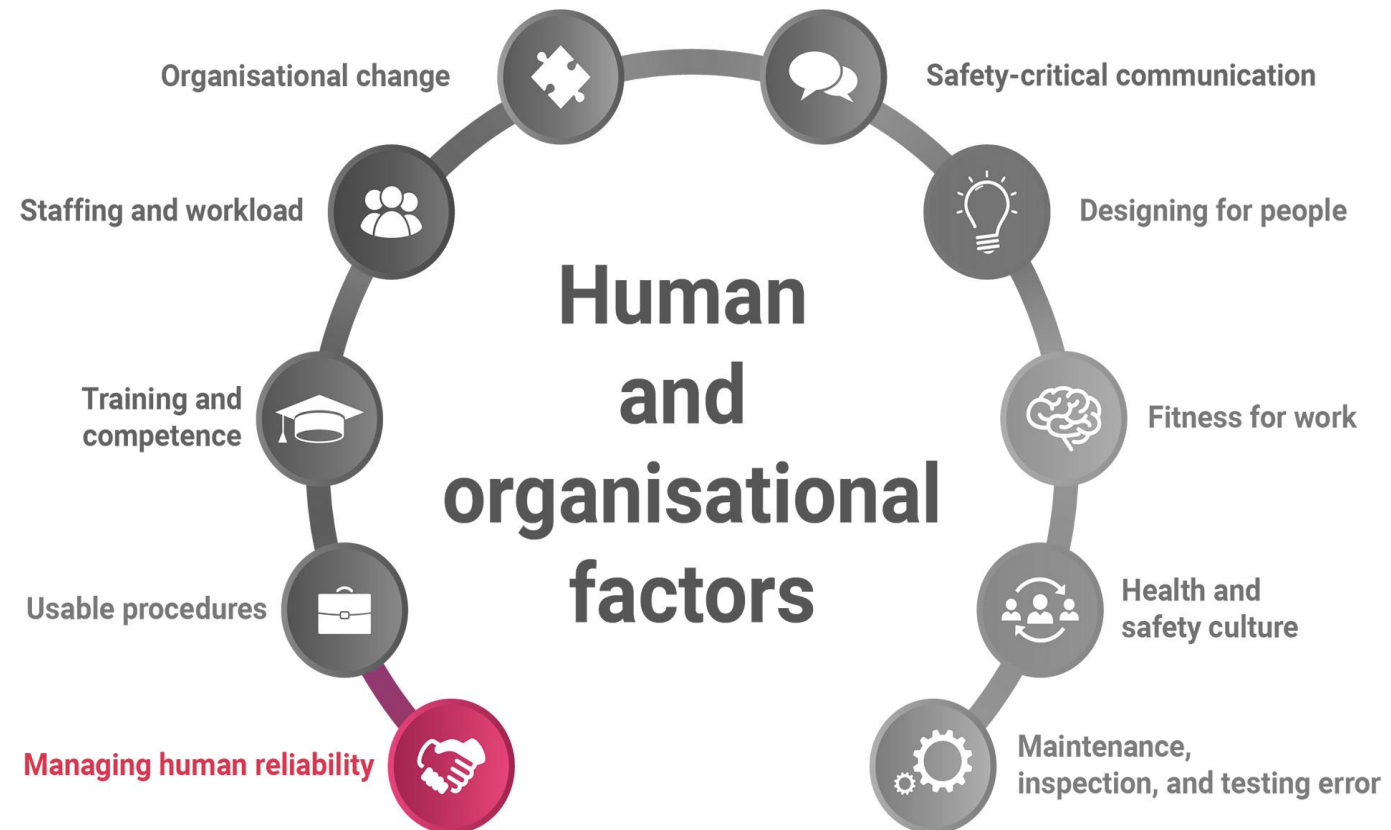 Organisational change
Safety-critical communication
Staffing and workload
Designing for people
Human
and
organisational
factors
Training and
competence
Fitness for work
Usable procedures
Health and
safety culture
Managing human reliability
Maintenance,
inspection, and testing error